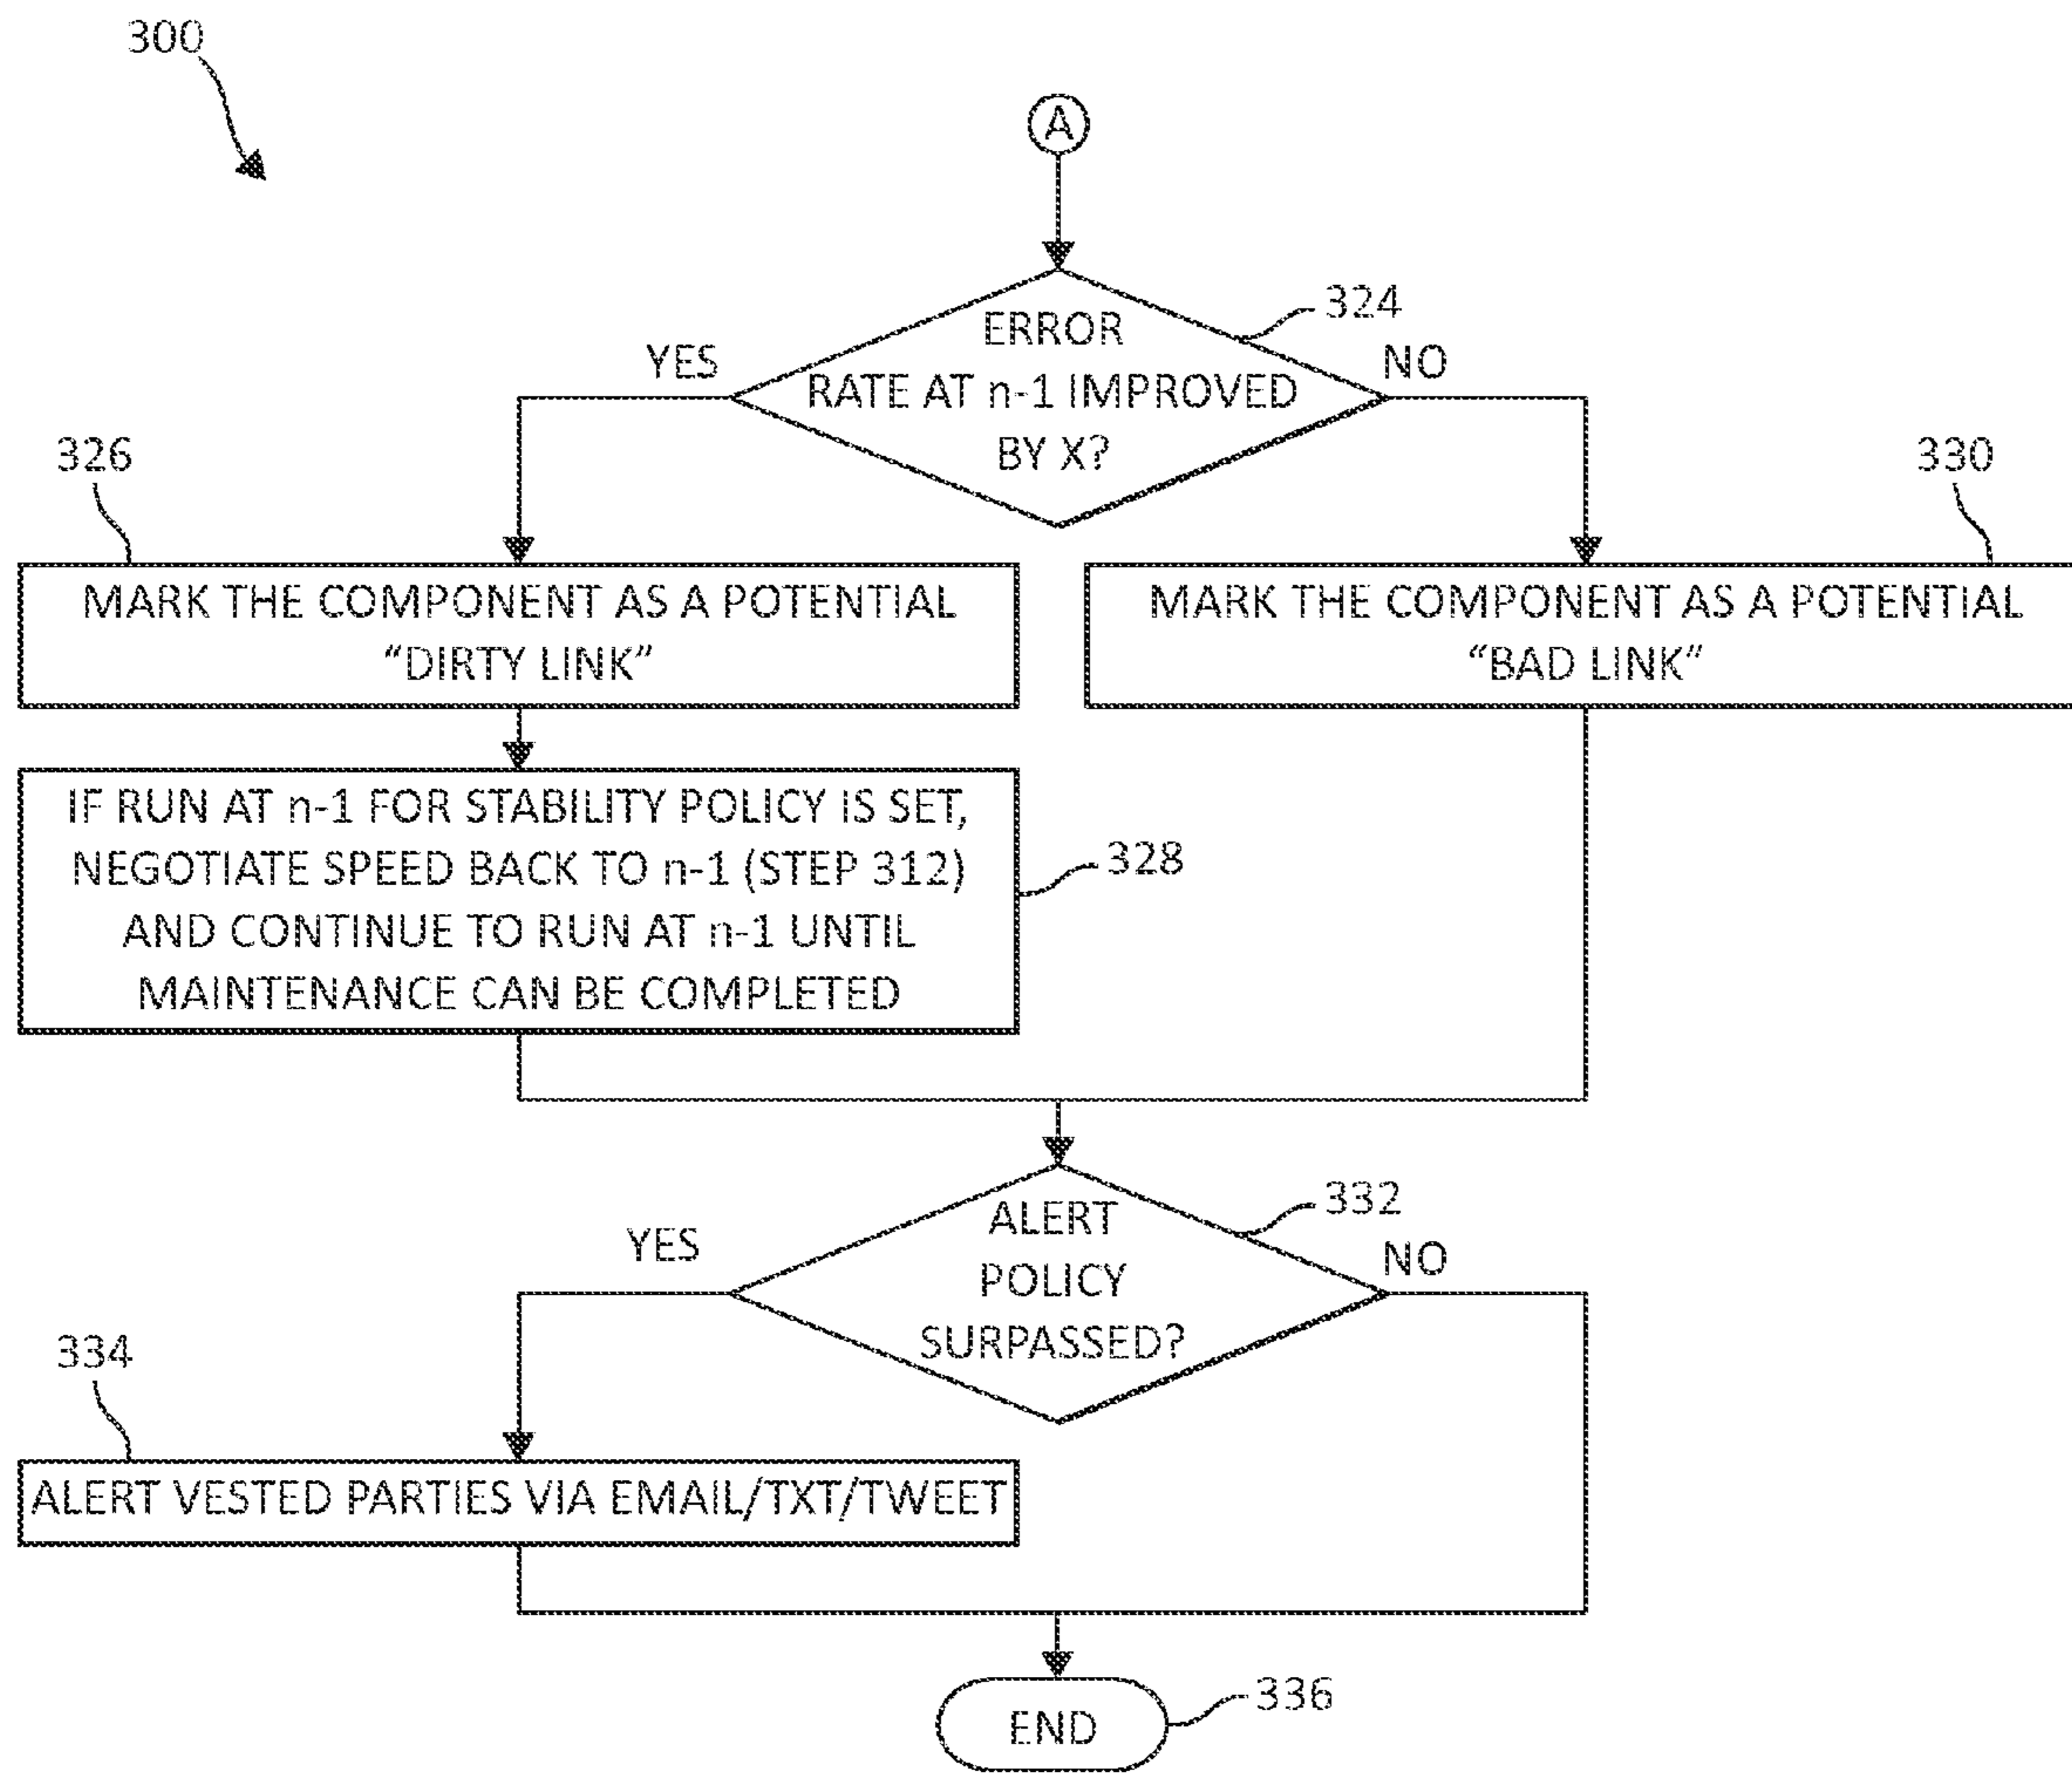 300
A
324
ERROR
RATE AT n-1 IMPROVED
BY X?
YES
NO
326
330
MARK THE COMPONENT AS A POTENTIAL
“DIRTY LINK”
MARK THE COMPONENT AS A POTENTIAL
“BAD LINK”
IF RUN AT n-1 FOR STABILITY POLICY IS SET,
NEGOTIATE SPEED BACK TO n-1 (STEP 312)
AND CONTINUE TO RUN AT n-1 UNTIL
MAINTENANCE CAN BE COMPLETED
328
332
ALERT
POLICY
SURPASSED?
YES
NO
334
ALERT VESTED PARTIES VIA EMAIL/TXT/TWEET
END
336